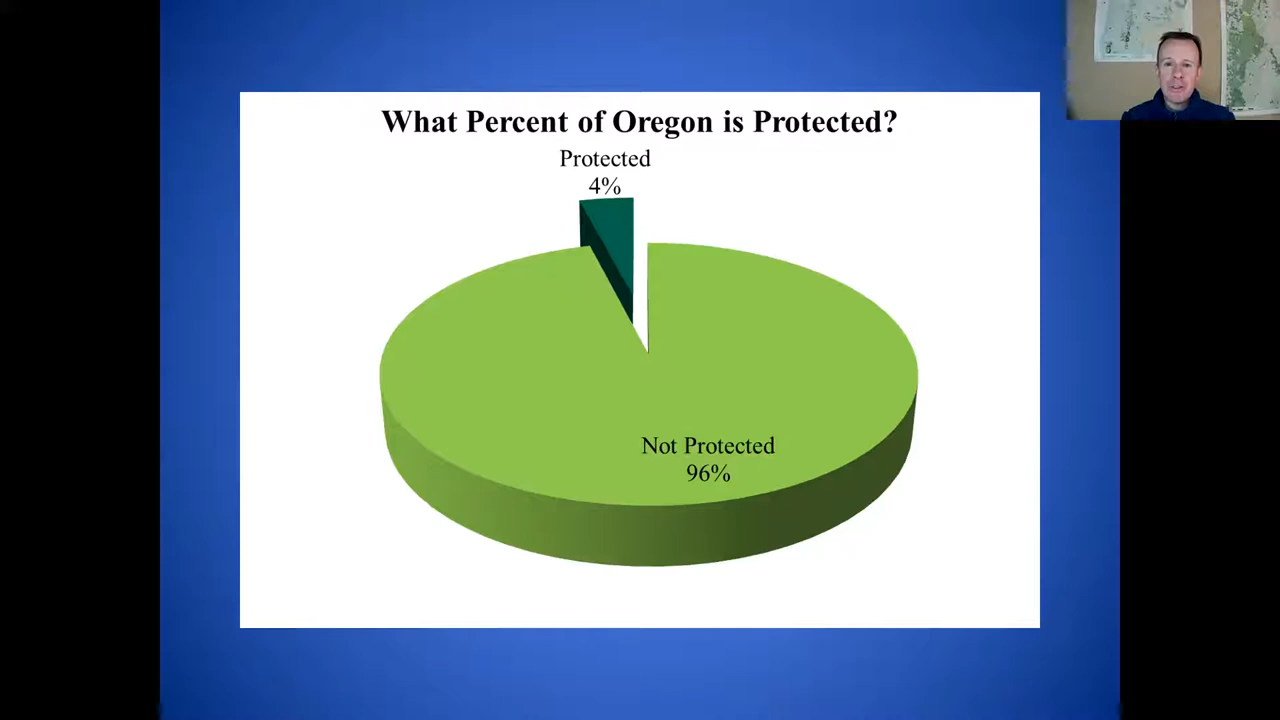 What Percent of Oregon is Protected?
Protected
4%
Not Protected
96%